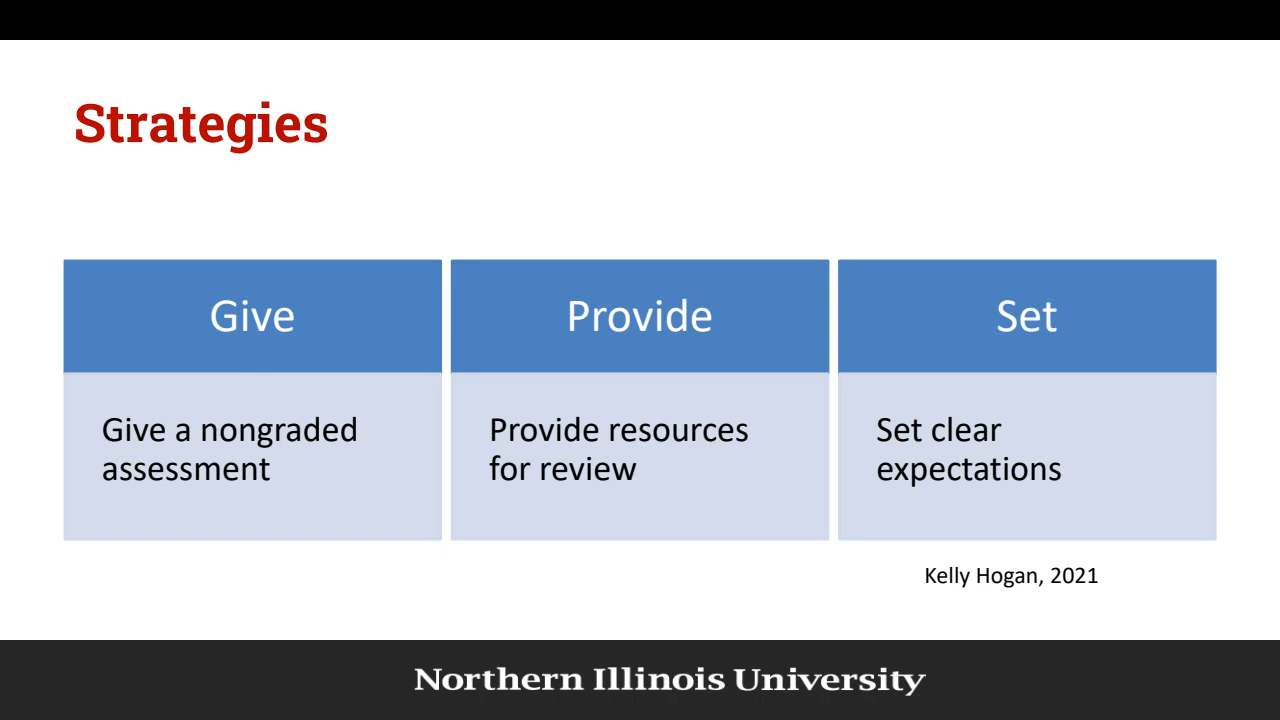 Strategies
Give
Provide
Set
Give a nongraded
assessment
Provide resources
for review
Set clear
expectations
Kelly Hogan, 2021
Northern Illinois University